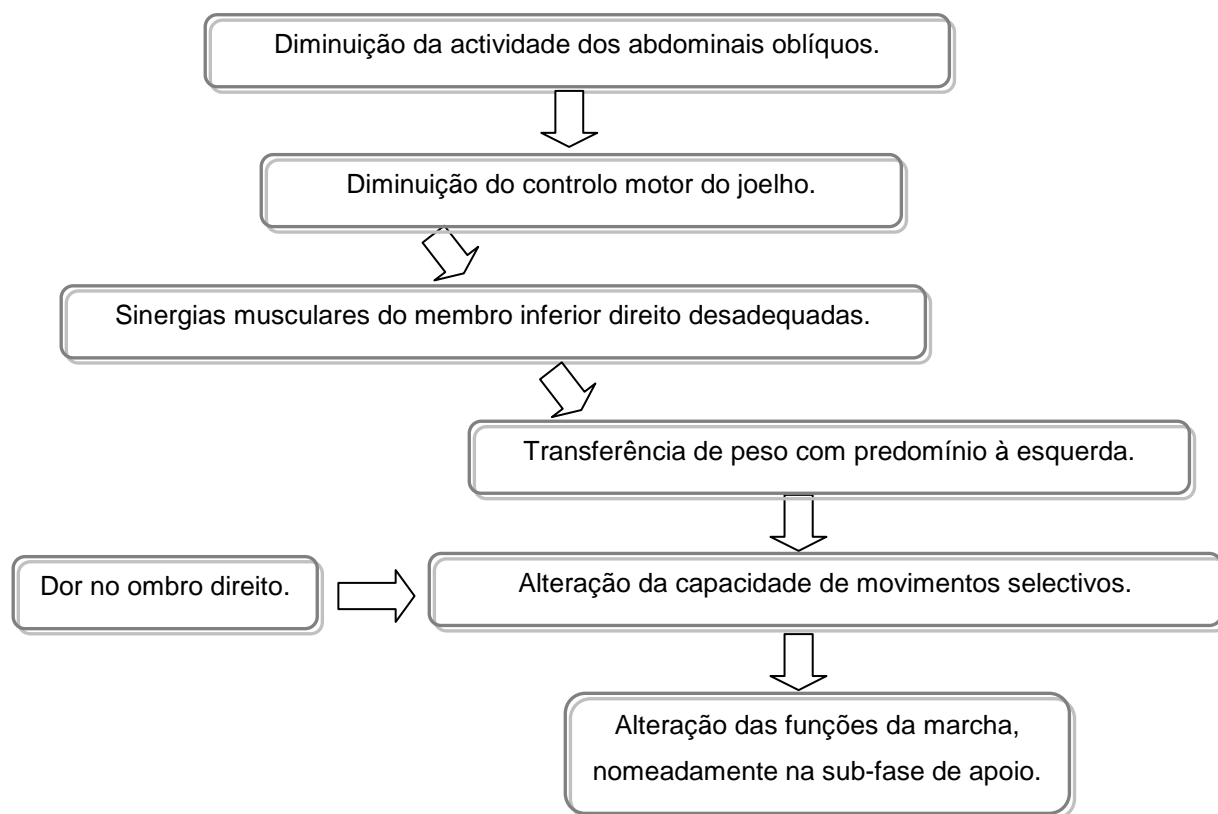 Diminuição da actividade dos abdominais oblíquos.
Diminuição do controlo motor do joelho.
Sinergias musculares do membro inferior direito desadequadas.
Transferência de peso com predomínio à esquerda.
Dor no ombro direito.
Alteração da capacidade de movimentos selectivos.
Alteração das funções da marcha,
nomeadamente na sub-fase de apoio.